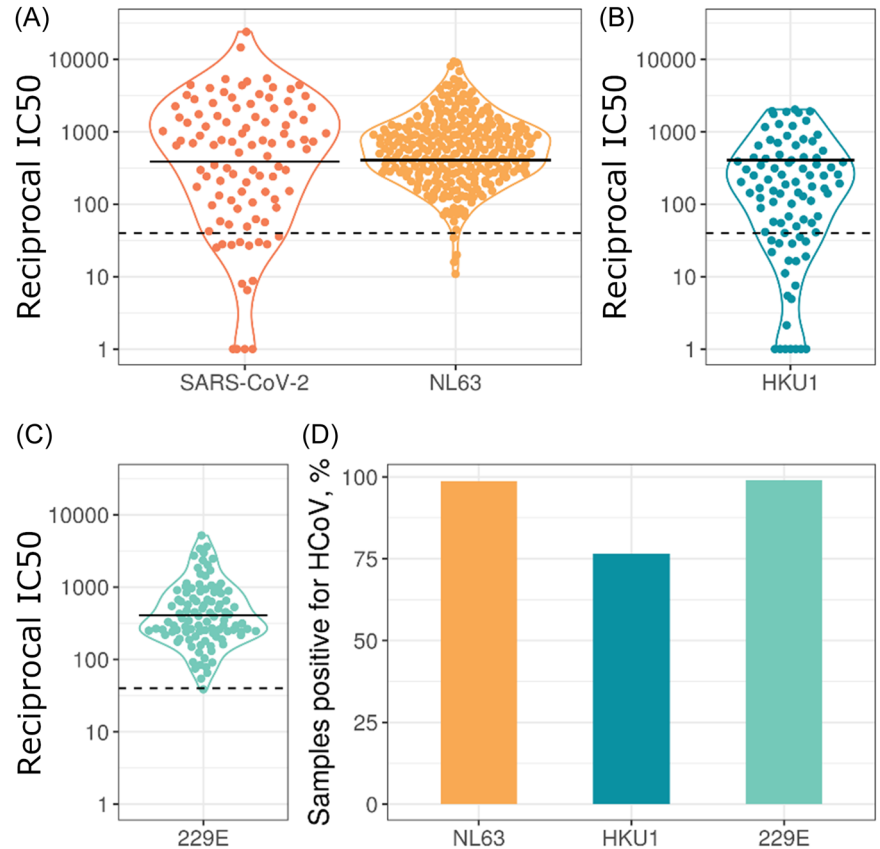 (A)
Reciprocal IC50
10000
1000
100
10
1
SARS-CoV-2
NL63
(B)
Reciprocal IC50
10000
1000
100
10
1
HKU1
(C)
Reciprocal IC50
10000
1000
100
10
1
229E
(D)
Samples positive for HCoV, %
100
75
50
25
0
NL63
HKU1
229E